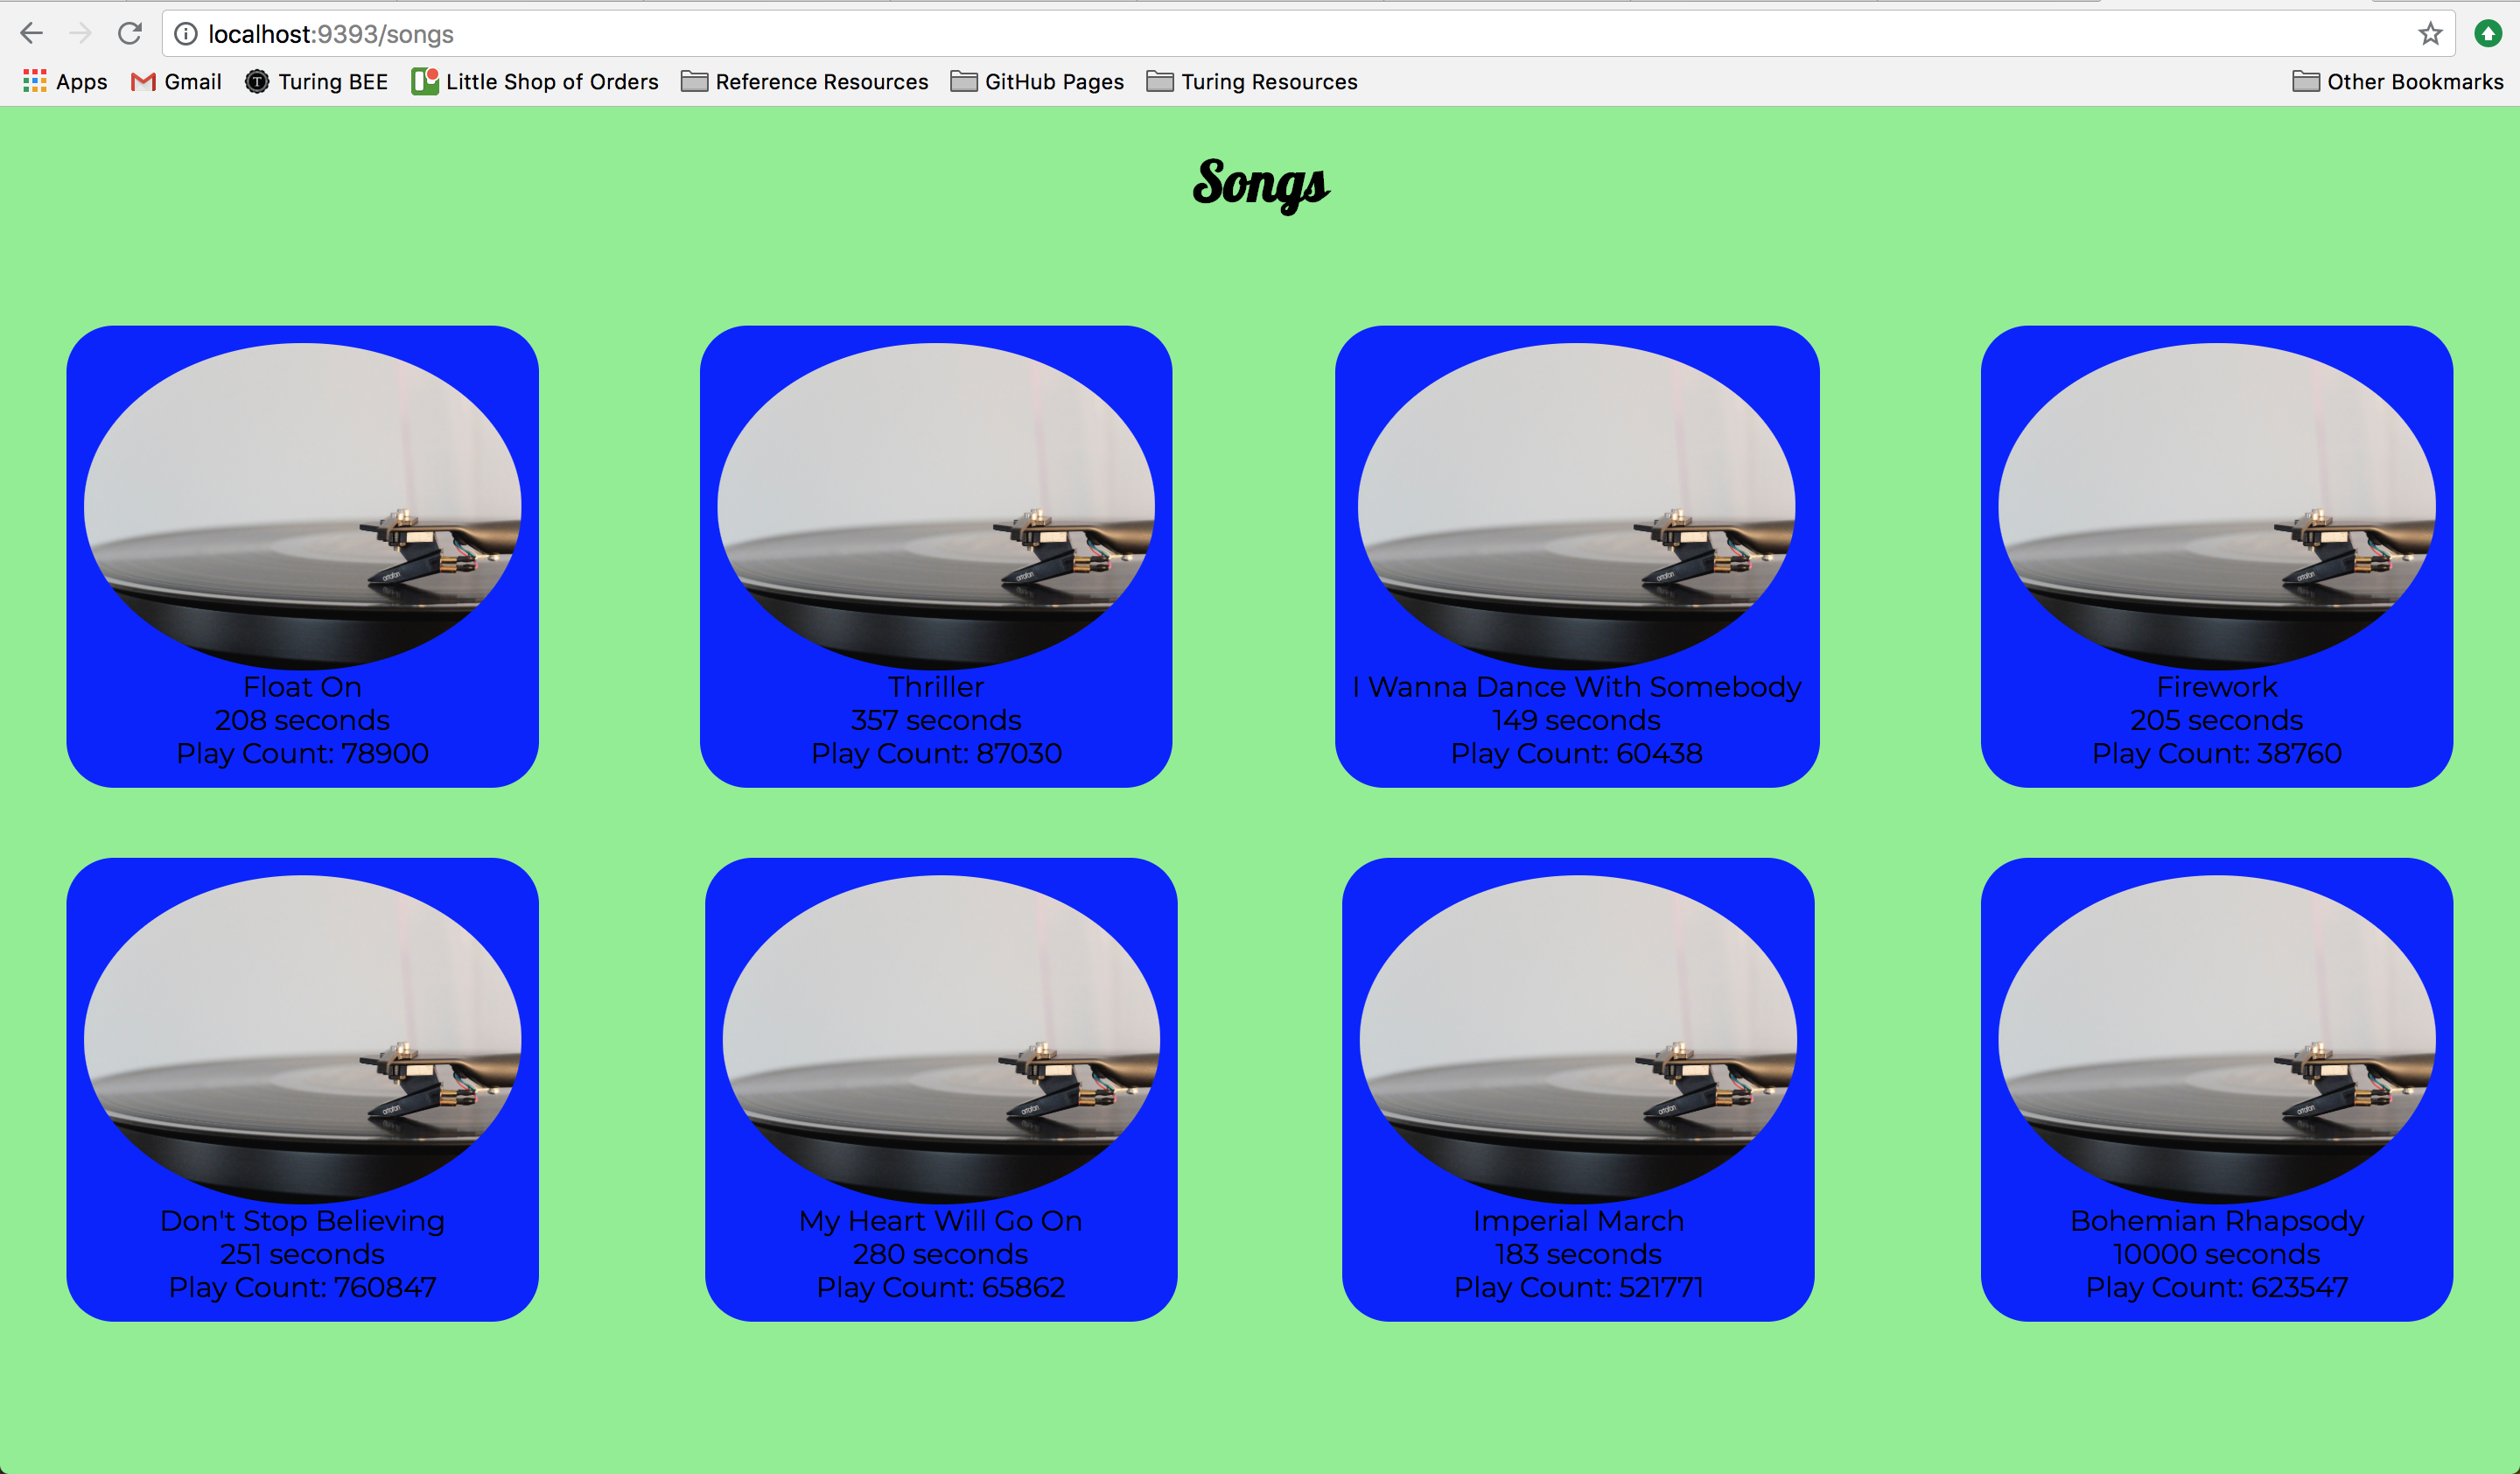 localhost:9393/songs
Apps Gmail Turing BEE Little Shop of Orders Reference Resources GitHub Pages Turing Resources Other Bookmarks
Songs
Float On
208 seconds
Play Count: 78900
Thriller
357 seconds
Play Count: 87030
I Wanna Dance With Somebody
149 seconds
Play Count: 60438
Firework
205 seconds
Play Count: 38760
Don't Stop Believing
251 seconds
Play Count: 760847
My Heart Will Go On
280 seconds
Play Count: 65862
Imperial March
183 seconds
Play Count: 521771
Bohemian Rhapsody
10000 seconds
Play Count: 623547